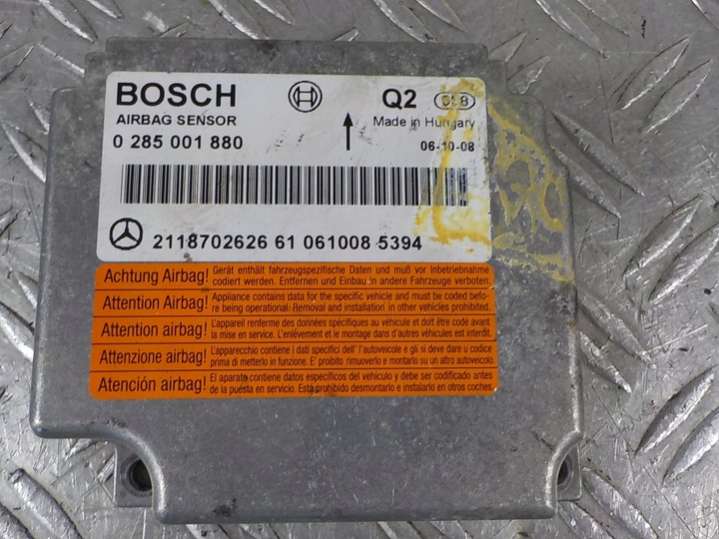 BOSCH
Q2
AIRBAG SENSOR
Made in Hungary
0 285 001 880
06-10-08
2118702626 61 061008 5394
Achtung Airbag! Gerät enthält fahrzeugspezifische Daten und muß vor Inbetriebnahme
codiert werden. Entfernen und Einbau in andere Fahrzeuge verboten.
Attention Airbag! Appliance contains data for the specific vehicle and must be coded befo-
re being operational. Removal and installation in other vehicles prohibited.
Attention airbag! L'appareil renferme des données spécifiques au véhicule et doit être codé avant
la mise en service. L'enlèvement et le montage dans d'autres véhicules est interdit.
Attenzione airbag! L'apparecchio contiene i dati specifici dell' l'autoveicolo e gli si deve dare u codice
prima di metterlo in funzione. E' proibito rimuoverlo e montarlo su un altro autoveicolo.
Atención airbag! El aparato contiene datos específicos del vehículo y debe ser codificado antes
de la puesta en servicio. Está prohibido desmontarlo e instalarlo en otros coches.